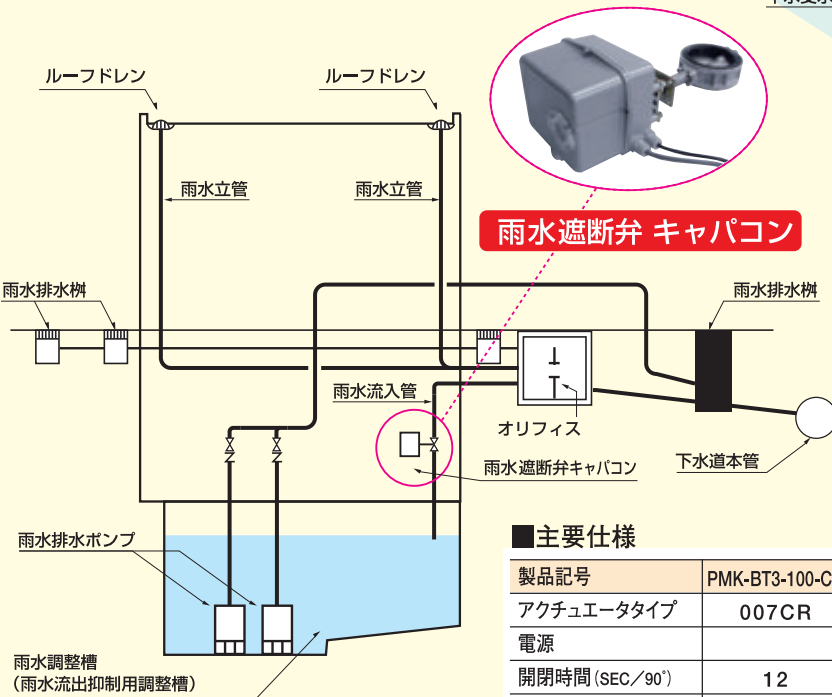 ルーフドレン
ルーフドレン
雨水立管
雨水立管
雨水遮断弁 キャパコン
雨水排水桝
雨水排水桝
雨水流入管
オリフィス
雨水遮断弁キャパコン
下水道本管
雨水排水ポンプ
雨水調整槽
(雨水流出抑制用調整槽)
■主要仕様
製品記号 PMK-BT3-100-C
アクチュエータタイプ 007CR
電源
開閉時間(SEC/90°) 12